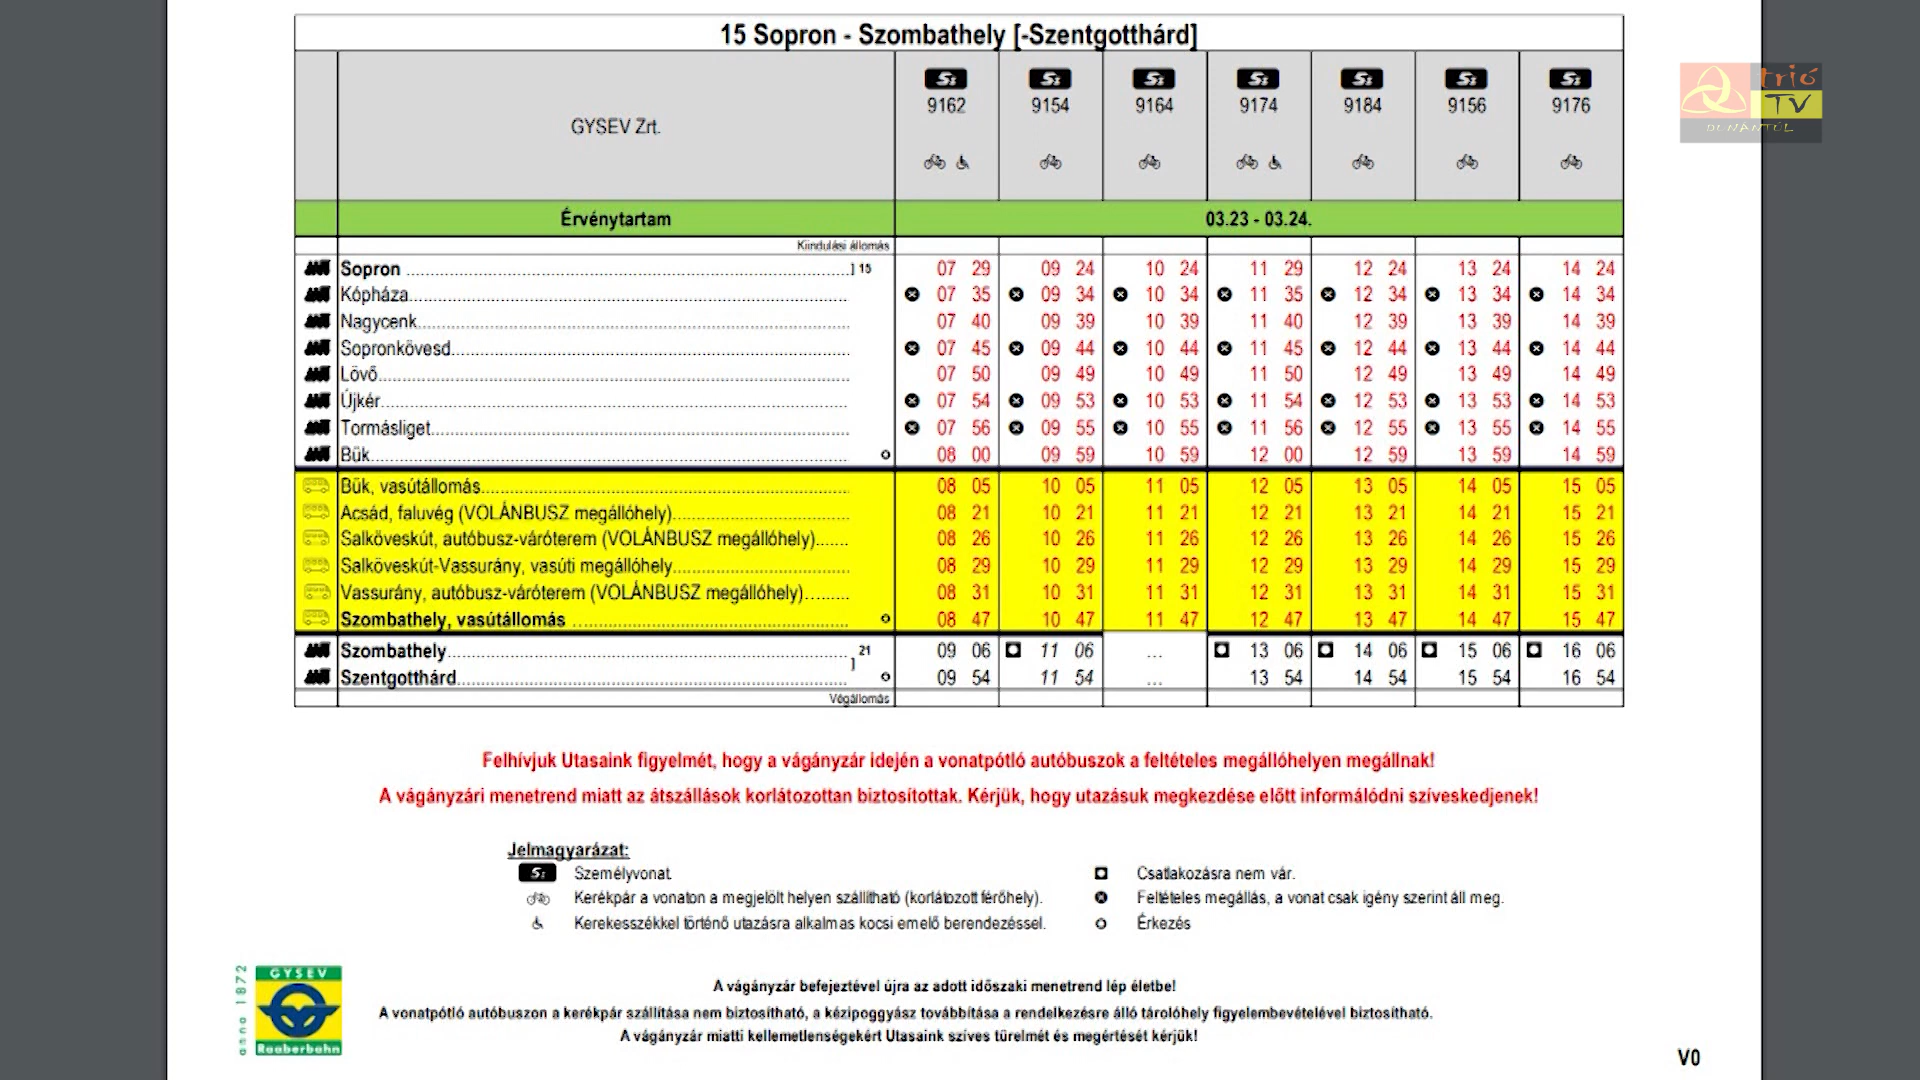 15 Sopron - Szombathely [-Szentgotthárd]
trió
TV
DUNÁNTÚL
GYSEV Zrt.
S: 9162 S: 9154 S: 9164 S: 9174 S: 9184 S: 9156 S: 9176
Érvénytartam 03.23 - 03.24.
Kiindulási állomás
Sopron ] 15 07 29 09 24 10 24 11 29 12 24 13 24 14 24
Kópháza 07 35 09 34 10 34 11 35 12 34 13 34 14 34
Nagycenk 07 40 09 39 10 39 11 40 12 39 13 39 14 39
Sopronkövesd 07 45 09 44 10 44 11 45 12 44 13 44 14 44
Lövő 07 50 09 49 10 49 11 50 12 49 13 49 14 49
Újkér 07 54 09 53 10 53 11 54 12 53 13 53 14 53
Tormásliget 07 56 09 55 10 55 11 56 12 55 13 55 14 55
Bük 08 00 09 59 10 59 12 00 12 59 13 59 14 59
Bük, vasútállomás 08 05 10 05 11 05 12 05 13 05 14 05 15 05
Acsád, faluvég (VOLÁNBUSZ megállóhely) 08 21 10 21 11 21 12 21 13 21 14 21 15 21
Salköveskút, autóbusz-váróterem (VOLÁNBUSZ megállóhely) 08 26 10 26 11 26 12 26 13 26 14 26 15 26
Salköveskút-Vassurány, vasúti megállóhely 08 29 10 29 11 29 12 29 13 29 14 29 15 29
Vassurány, autóbusz-váróterem (VOLÁNBUSZ megállóhely) 08 31 10 31 11 31 12 31 13 31 14 31 15 31
Szombathely, vasútállomás 08 47 10 47 11 47 12 47 13 47 14 47 15 47
Szombathely ] 21 09 06 11 06 ... 13 06 14 06 15 06 16 06
Szentgotthárd 09 54 11 54 ... 13 54 14 54 15 54 16 54
Végállomás
Felhívjuk Utasaink figyelmét, hogy a vágányzár idején a vonatpótló autóbuszok a feltételes megállóhelyen megállnak!
A vágányzári menetrend miatt az átszállások korlátozottan biztosítottak. Kérjük, hogy utazásuk megkezdése előtt informálódni szíveskedjenek!
Jelmagyarázat:
S: Személyvonat. Csatlakozásra nem vár.
Kerékpár a vonaton a megjelölt helyen szállítható (korlátozott férőhely). Feltételes megállás, a vonat csak igény szerint áll meg.
Kerekesszékkel történő utazásra alkalmas kocsi emelő berendezéssel. Érkezés
anno 1872
GYSEV
Raaberbahn
A vágányzár befejeztével újra az adott időszaki menetrend lép életbe!
A vonatpótló autóbuszon a kerékpár szállítása nem biztosítható, a kézipoggyász továbbítása a rendelkezésre álló tárolóhely figyelembevételével biztosítható.
A vágányzár miatti kellemetlenségekért Utasaink szíves türelmét és megértését kérjük!
V0